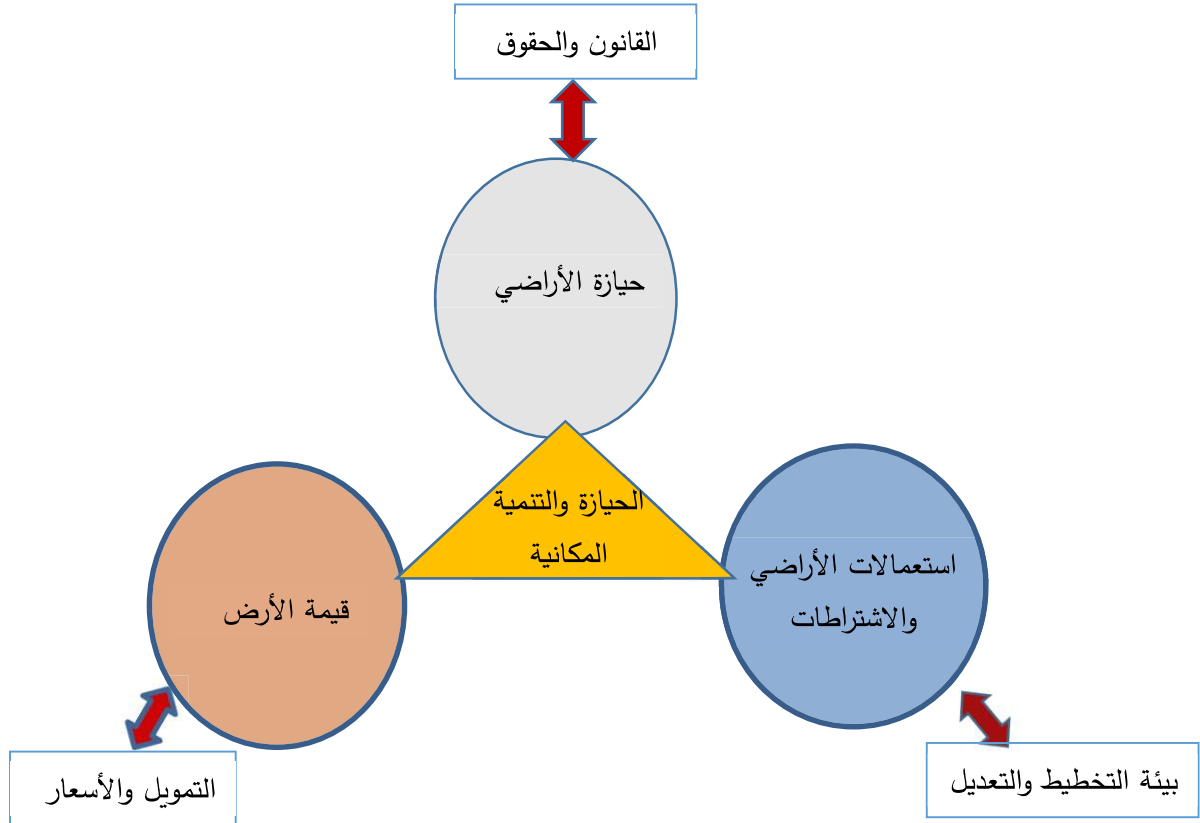 القانون والحقوق
حيازة الأراضي
الحيازة والتنمية
المكانية
استعمالات الأراضي
والاشتراطات
قيمة الأرض
بيئة التخطيط والتعديل
التمويل والأسعار